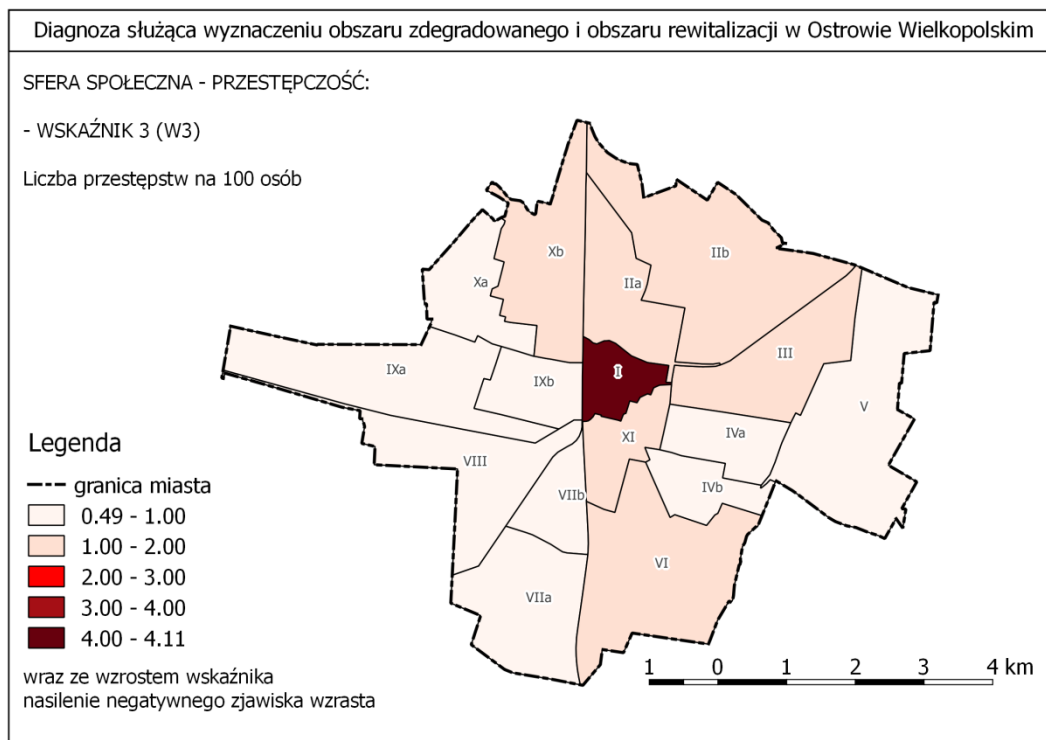 Diagnoza służąca wyznaczeniu obszaru zdegradowanego i obszaru rewitalizacji w Ostrowie Wielkopolskim
SFERA SPOŁECZNA - PRZESTĘPCZOŚĆ:
- WSKAŹNIK 3 (W3)
Liczba przestępstw na 100 osób
Xb
IIb
Xa
IIa
III
IXa
I
IXb
V
XI
IVa
VIII
IVb
VIIb
VI
VIIa
Legenda
granica miasta
0.49 - 1.00
1.00 - 2.00
2.00 - 3.00
3.00 - 4.00
4.00 - 4.11
wraz ze wzrostem wskaźnika
nasilenie negatywnego zjawiska wzrasta
1 0 1 2 3 4 km